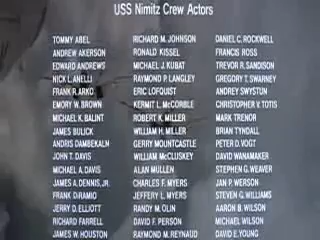 USS Nimitz Crew Actors
TOMMY ABEL
ANDREW AKERSON
EDWARD ANDREWS
NICK L.ANELLI
FRANK R.ARKO
EMORY W.BROWN
MICHAEL K.BALINT
JAMES BULICK
ANDRIS DAMBEKALN
JOHN T.DAVIS
MICHAEL A.DAVIS
JAMES A.DENNIS,JR.
FRANK DiRAMIO
JERRY D.ELLIOTT
RICHARD FARRELL
JAMES W.HOUSTON
RICHARD M.JOHNSON
RONALD KISSEL
MICHAEL J.KUBAT
RAYMOND P.LANGLEY
ERIC LOFQUIST
KERMIT L.McCORBLE
ROBERT K.MILLER
WILLIAM H.MILLER
GERRY MOUNTCASTLE
WILLIAM McCLUSKEY
ALAN MULLEN
CHARLES F.MYERS
JEFFERY L.MYERS
RANDY M.OLIN
DAVID F.PERSON
RAYMOND M.REYNAUD
DANIEL C.ROCKWELL
FRANCIS ROSS
TREVOR R.SANDISON
GREGORY T.SWARNEY
ANDREY SWYSTUN
CHRISTOPHER V.TOTIS
MARK TRENOR
BRIAN TYNDALL
PETER D.VOGT
DAVID WANAMAKER
STEPHEN G.WEAVER
JAN P.WERSON
STEVEN G.WILLIAMS
AARON B.WILSON
MICHAEL WILSON
DAVID E.YOUNG